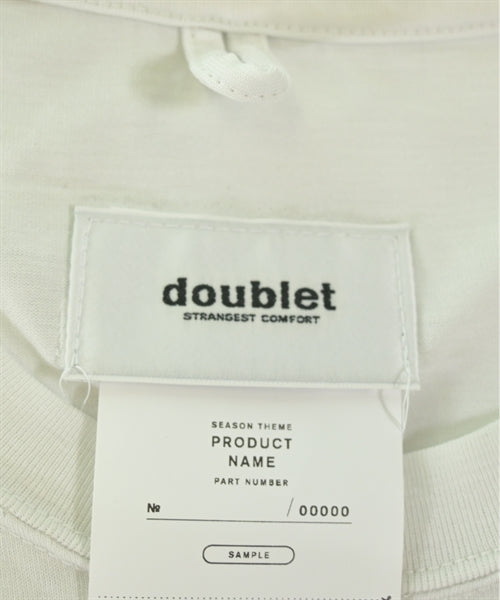 doublet
STRANGEST COMFORT
SEASON THEME
PRODUCT
NAME
PART NUMBER
№ / 00000
SAMPLE